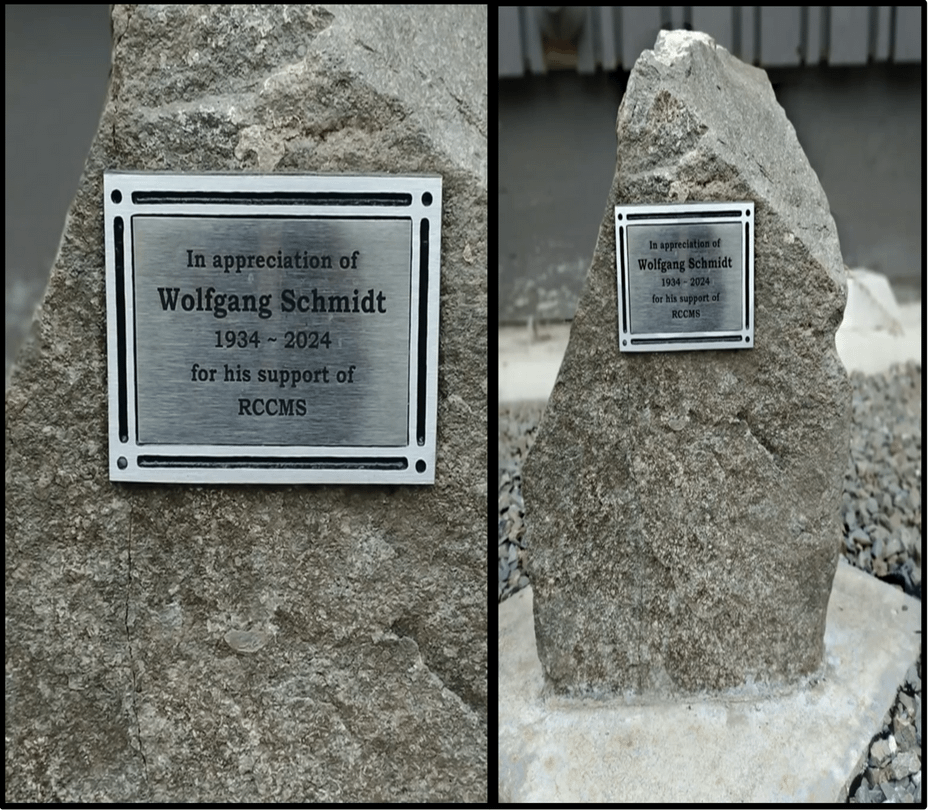 In appreciation of
Wolfgang Schmidt
1934 ~ 2024
for his support of
RCCMS
In appreciation of
Wolfgang Schmidt
1934 ~ 2024
for his support of
RCCMS